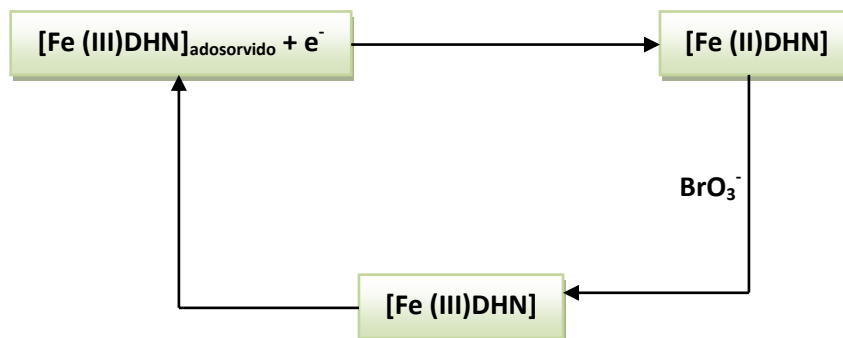 [Fe (III)DHN]adosorvido + e-
[Fe (II)DHN]
BrO3-
[Fe (III)DHN]